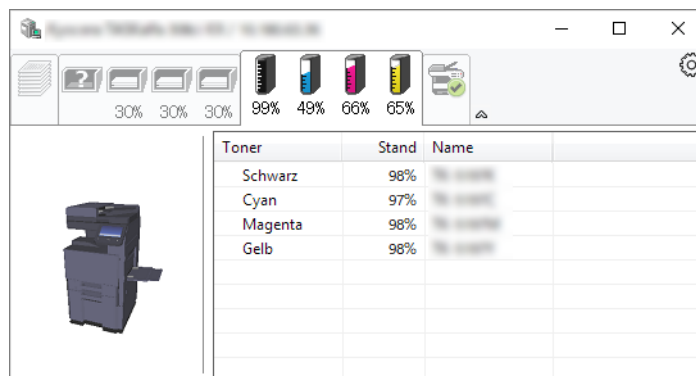 30% 30% 30% 99% 49% 66% 65%
Toner Stand Name
Schwarz 98%
Cyan 97%
Magenta 98%
Gelb 98%